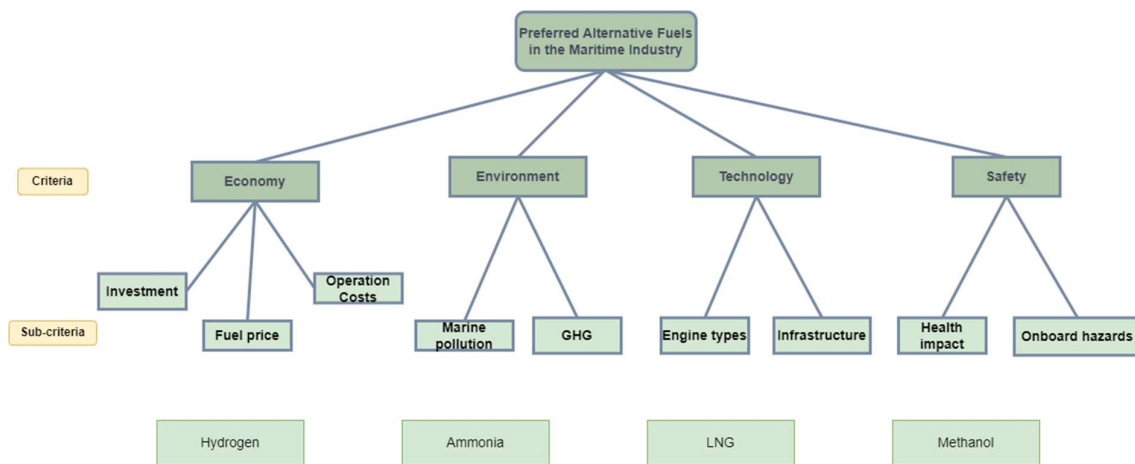 Preferred Alternative Fuels
in the Maritime Industry
Criteria
Economy
Environment
Technology
Safety
Investment
Operation
Costs
Sub-criteria
Fuel price
Marine
pollution
GHG
Engine types
Infrastructure
Health
impact
Onboard hazards
Hydrogen
Ammonia
LNG
Methanol